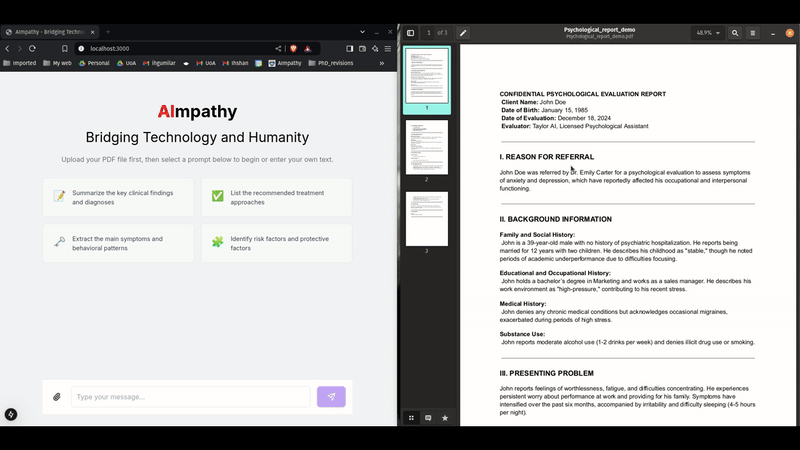 AImpathy - Bridging Techn
localhost:3000
Imported
My web
Personal
UoA
ihgumilar
UoA
Ihshan
AImpathy
PhD_revisions
»
AImpathy
Bridging Technology and Humanity
Upload your PDF file first, then select a prompt below to begin or enter your own text.
Summarize the key clinical findings
and diagnoses
List the recommended treatment
approaches
Extract the main symptoms and
behavioral patterns
Identify risk factors and protective
factors
Type your message...
1 of 3
Psychological_report_demo
Psychological_report_demo.pdf
48.9%
1
2
3
CONFIDENTIAL PSYCHOLOGICAL EVALUATION REPORT
Client Name: John Doe
Date of Birth: January 15, 1985
Date of Evaluation: December 18, 2024
Evaluator: Taylor AI, Licensed Psychological Assistant
I. REASON FOR REFERRAL
John Doe was referred by Dr. Emily Carter for a psychological evaluation to assess symptoms
of anxiety and depression, which have reportedly affected his occupational and interpersonal
functioning.
II. BACKGROUND INFORMATION
Family and Social History:
John is a 39-year-old male with no history of psychiatric hospitalization. He reports being
married for 12 years with two children. He describes his childhood as "stable," though he noted
periods of academic underperformance due to difficulties focusing.
Educational and Occupational History:
John holds a bachelor's degree in Marketing and works as a sales manager. He describes his
work environment as "high-pressure," contributing to his recent stress.
Medical History:
John denies any chronic medical conditions but acknowledges occasional migraines,
exacerbated during periods of high stress.
Substance Use:
John reports moderate alcohol use (1-2 drinks per week) and denies illicit drug use or smoking.
III. PRESENTING PROBLEM
John reports feelings of worthlessness, fatigue, and difficulties concentrating. He experiences
persistent worry about performance at work and providing for his family. Symptoms have
intensified over the past six months, accompanied by irritability and difficulty sleeping (4-5 hours
per night).